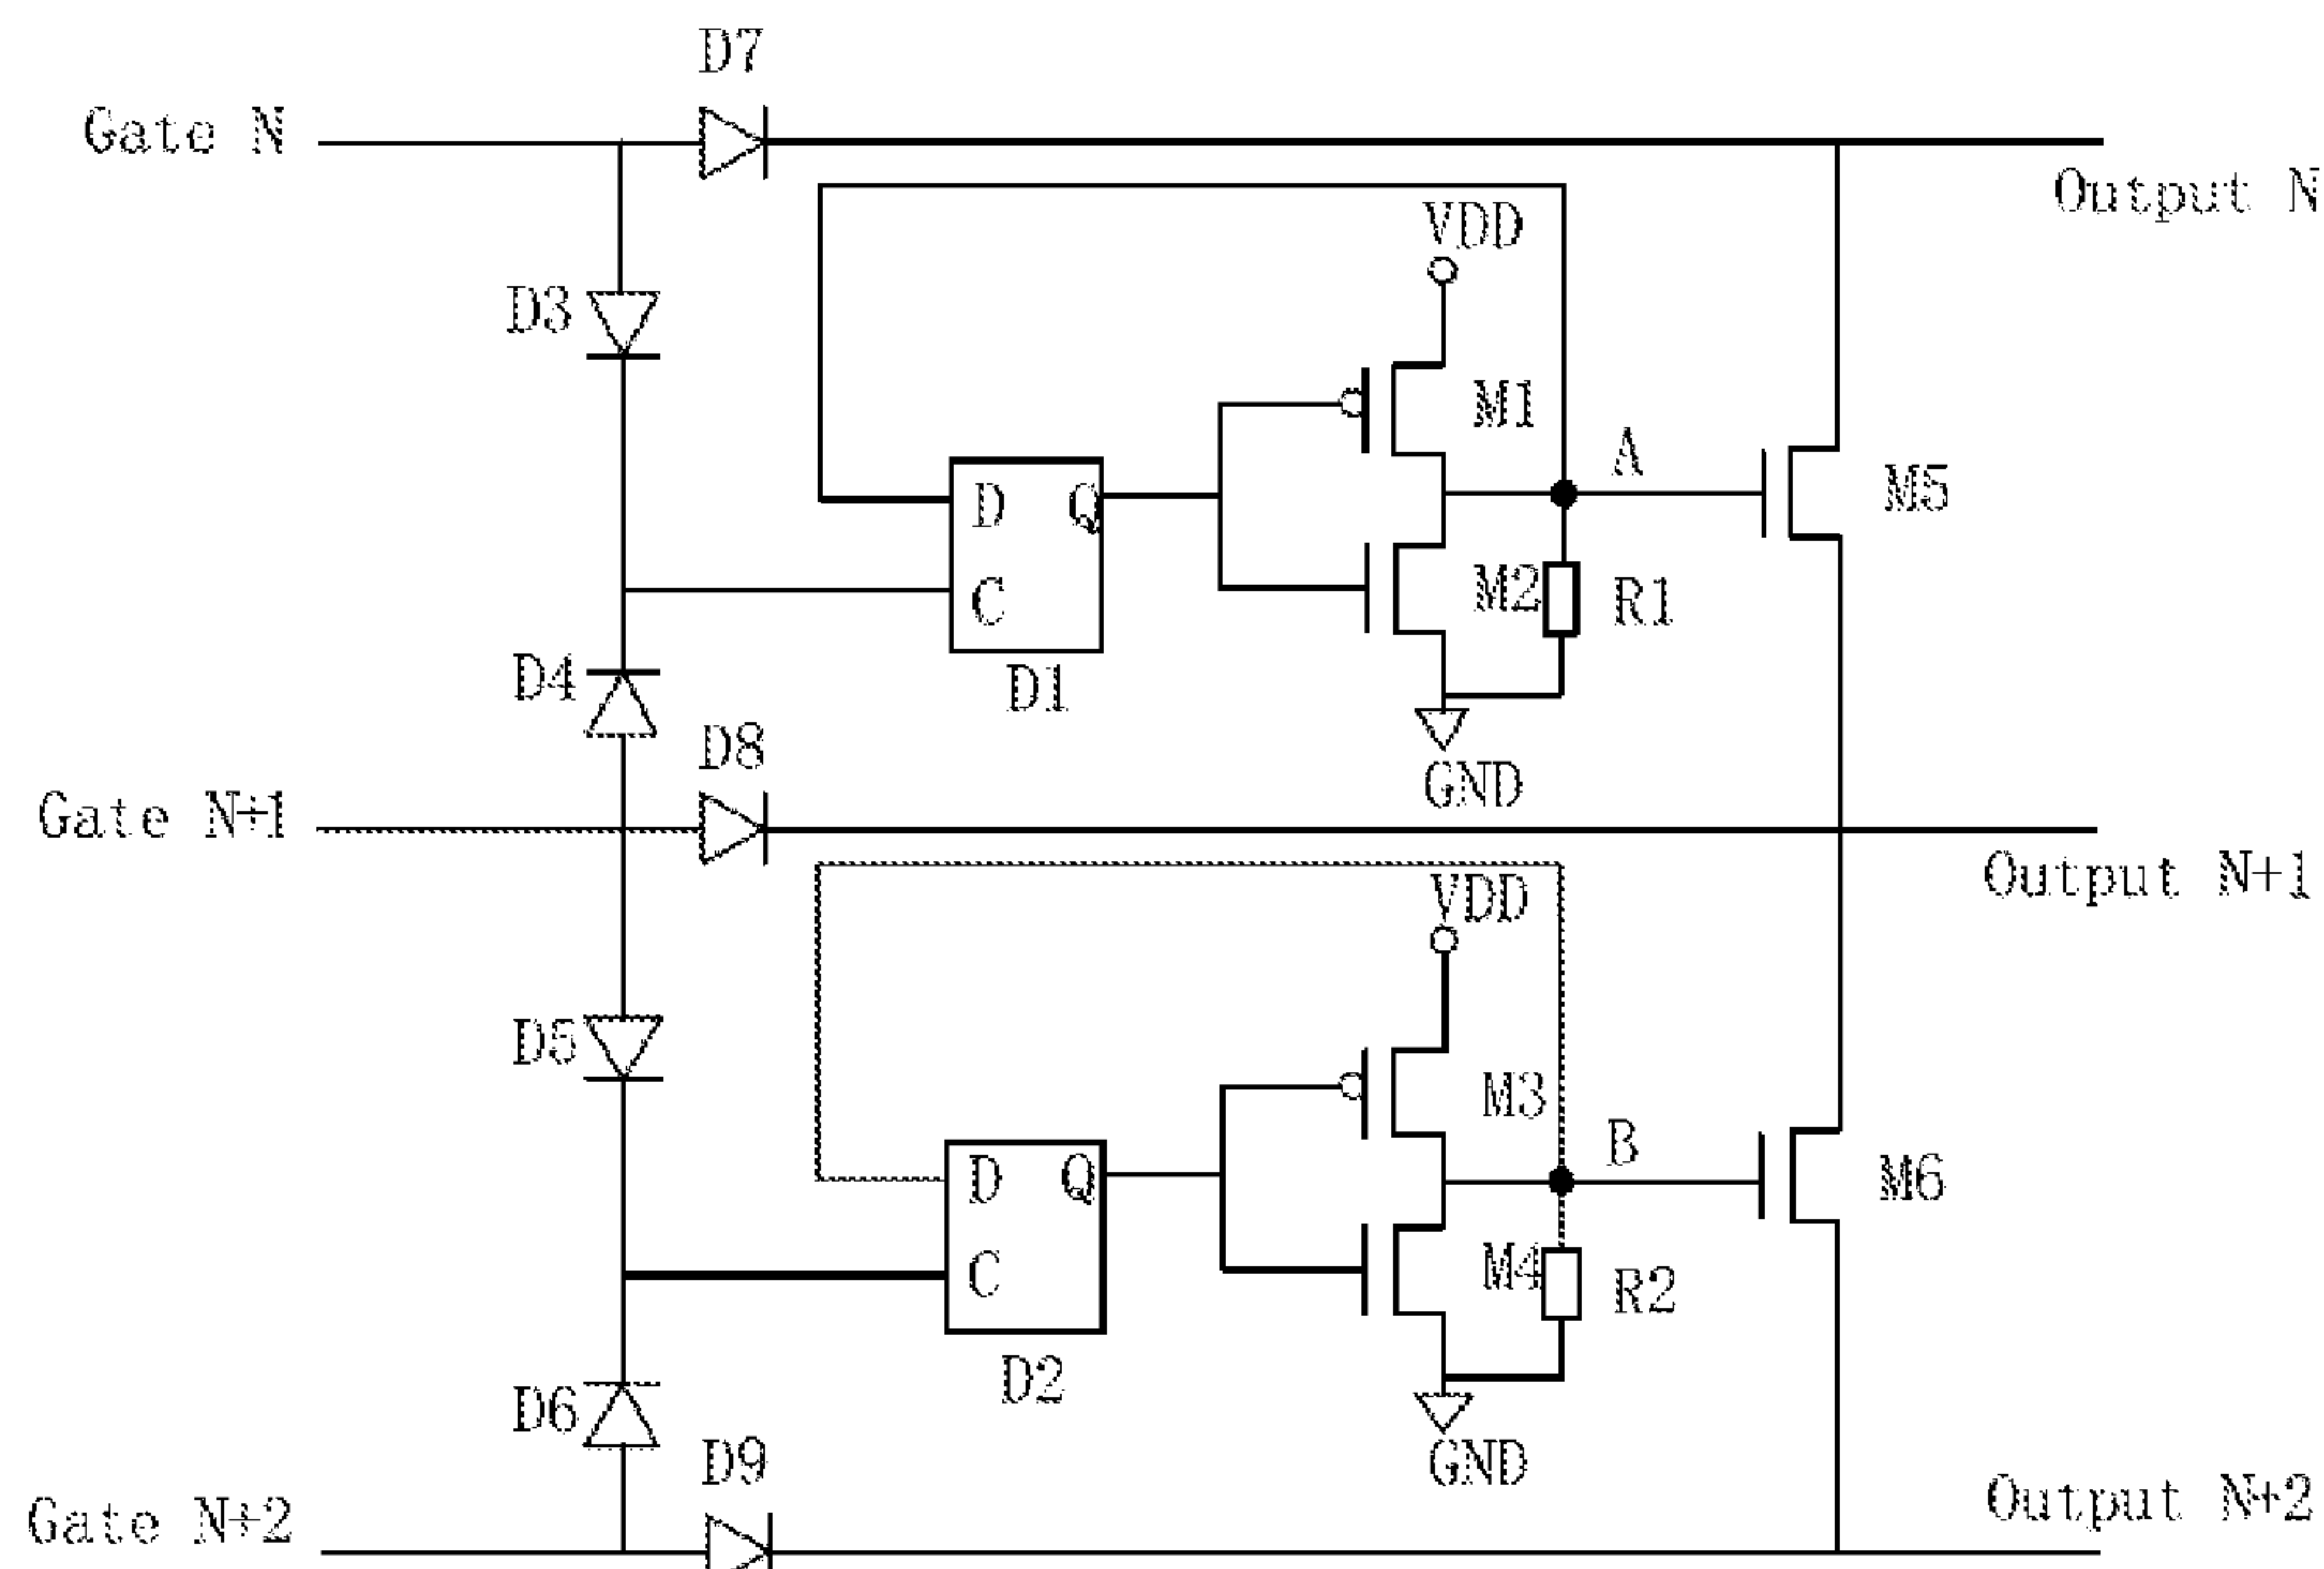 D7
Gate N
Output N
VDD
D3
M1
A
D Q
M5
C
M2
R1
D4
D1
D8
GND
Gate N+1
Output N+1
VDD
D5
M3
B
D Q
M6
C
M4
R2
D2
D6
D9
GND
Gate N+2
Output N+2